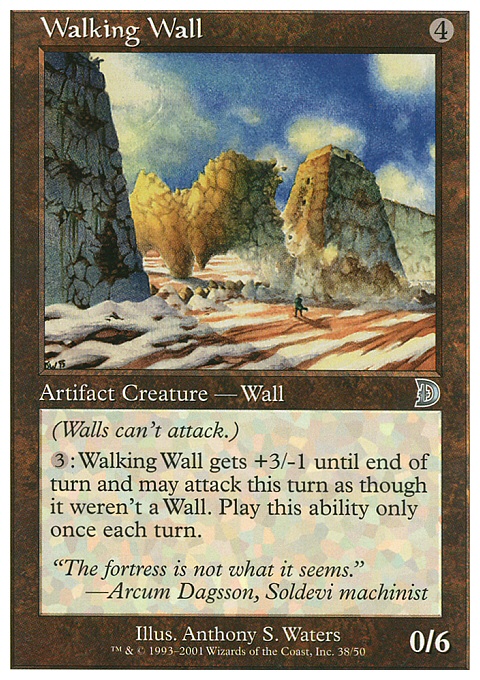 Walking Wall 4
Artifact Creature — Wall
(Walls can't attack.)
3: Walking Wall gets +3/-1 until end of
turn and may attack this turn as though
it weren't a Wall. Play this ability only
once each turn.
“The fortress is not what it seems.”
—Arcum Dagsson, Soldevi machinist
Illus. Anthony S. Waters
0/6
™ & © 1993–2001 Wizards of the Coast, Inc. 38/50